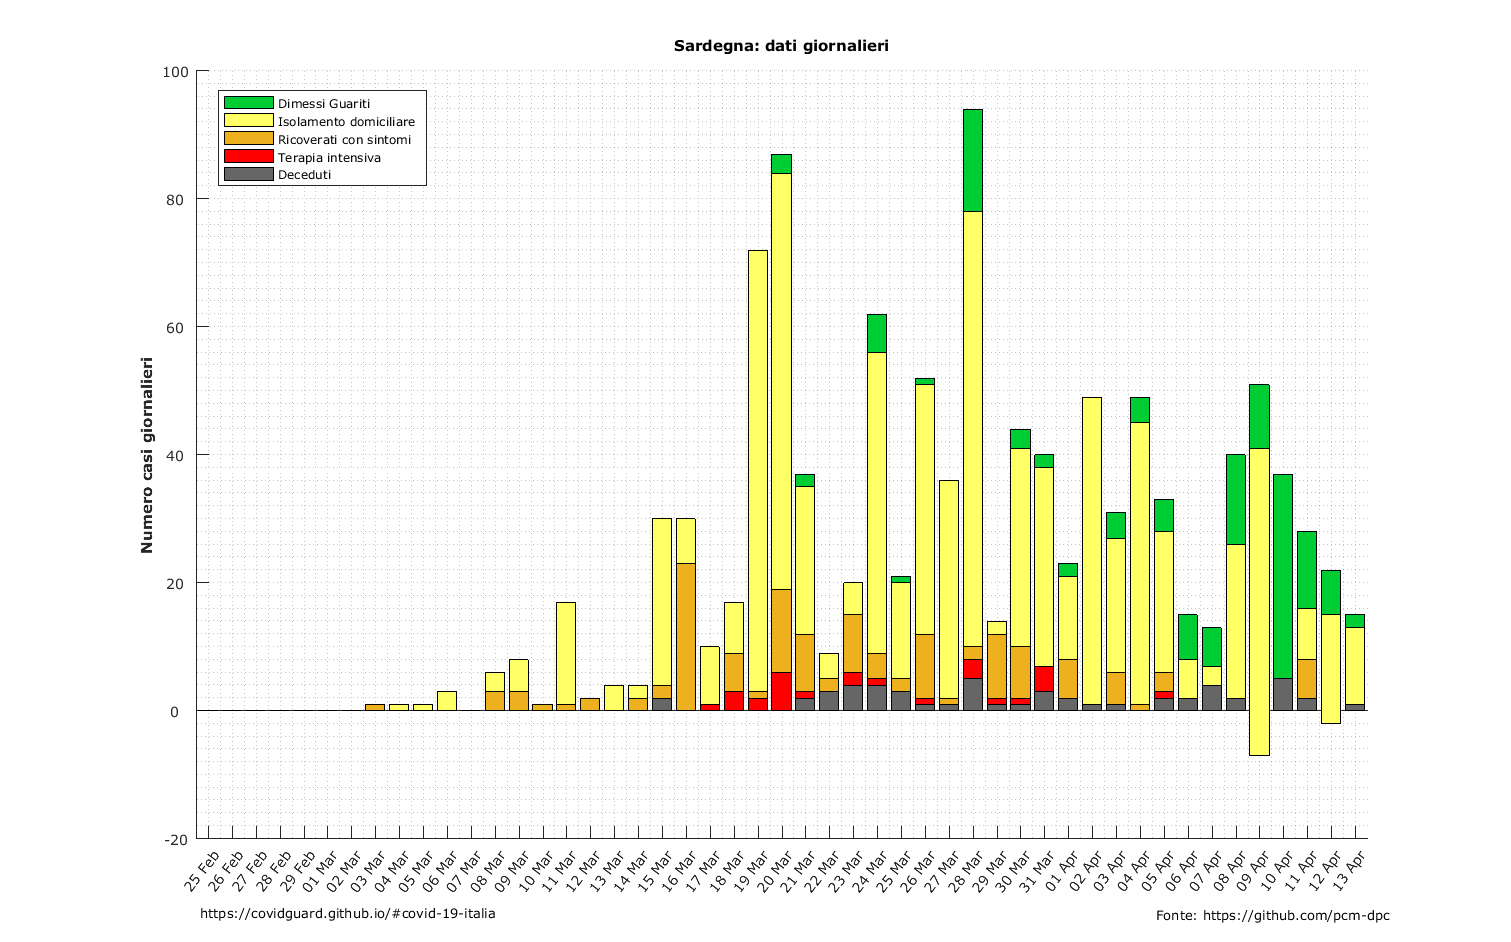 Sardegna: dati giornalieri
100
80
60
40
20
0
-20
Numero casi giornalieri
Dimessi Guariti
Isolamento domiciliare
Ricoverati con sintomi
Terapia intensiva
Deceduti
25 Feb
26 Feb
27 Feb
28 Feb
29 Feb
01 Mar
02 Mar
03 Mar
04 Mar
05 Mar
06 Mar
07 Mar
08 Mar
09 Mar
10 Mar
11 Mar
12 Mar
13 Mar
14 Mar
15 Mar
16 Mar
17 Mar
18 Mar
19 Mar
20 Mar
21 Mar
22 Mar
23 Mar
24 Mar
25 Mar
26 Mar
27 Mar
28 Mar
29 Mar
30 Mar
31 Mar
01 Apr
02 Apr
03 Apr
04 Apr
05 Apr
06 Apr
07 Apr
08 Apr
09 Apr
10 Apr
11 Apr
12 Apr
13 Apr
https://covidguard.github.io/#covid-19-italia
Fonte: https://github.com/pcm-dpc